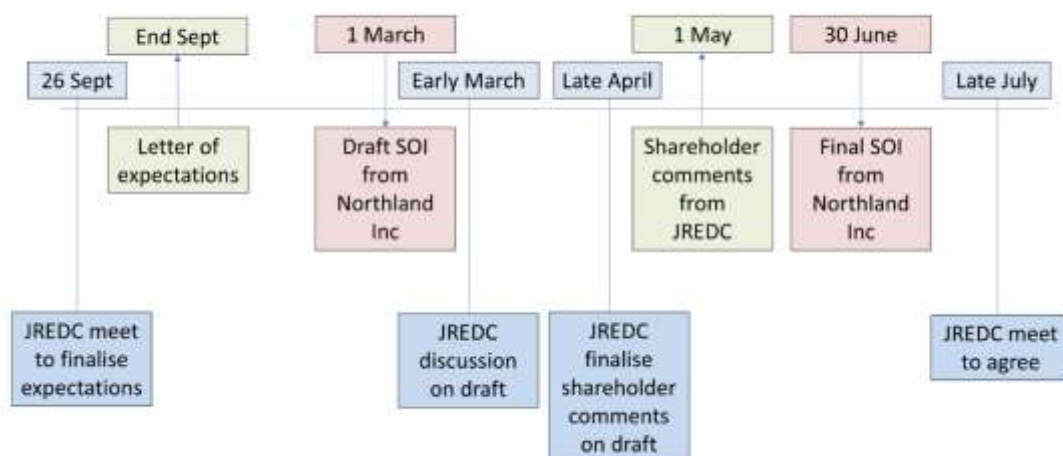 End Sept
1 March
1 May
30 June
26 Sept
Early March
Late April
Late July
Letter of
expectations
Draft SOI
from
Northland
Inc
Shareholder
comments
from
JREDC
Final SOI
from
Northland
Inc
JREDC meet
to finalise
expectations
JREDC
discussion
on draft
JREDC
finalise
shareholder
comments
on draft
JREDC meet
to agree